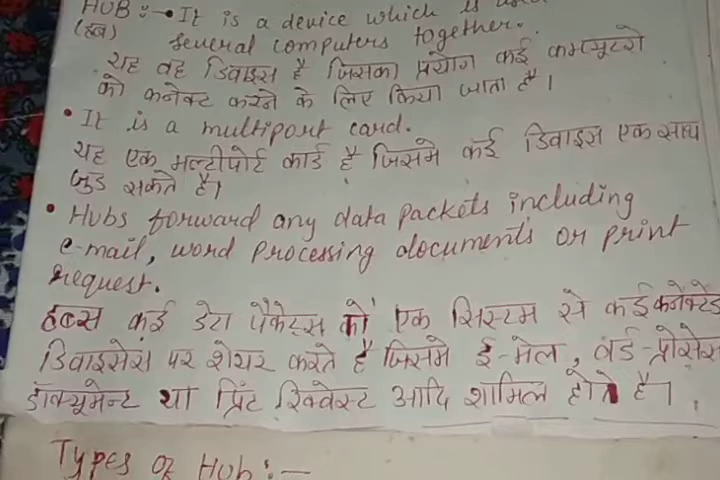 HUB :- • It is a device which is used
(हब) several computers together.
यह वह डिवाइस है जिसका प्रयोग कई कम्प्यूटरो
को कनेक्ट करने के लिए किया जाता है।
• It is a multiport card.
यह एक मल्टीपोर्ट कार्ड है जिसमे कई डिवाइस एक साथ
जुड सकते है।
• Hubs forward any data packets including
e-mail, word processing documents or print
request.
हब्स कई डेटा पैकेट्स को एक सिस्टम से कई कनेक्टेड
डिवाइसेस पर शेयर करते है जिसमे ई-मेल, वर्ड-प्रोसेस
डॉक्यूमेन्ट या प्रिंट रिक्वेस्ट आदि शामिल होते है।
Types of Hub :-